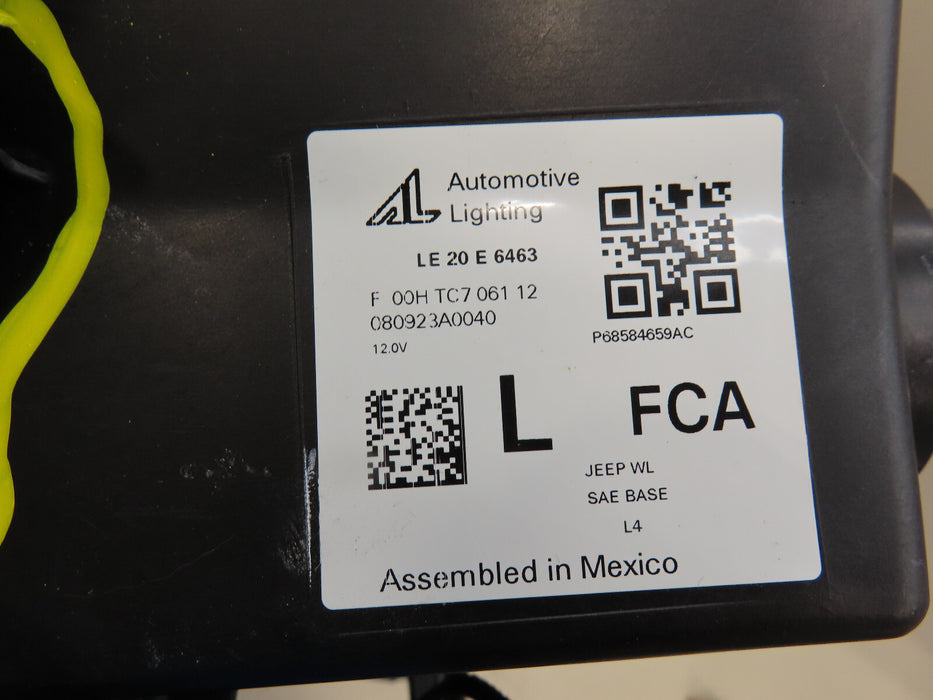 AL Automotive
Lighting
LE 20 E 6463
F 00H TC7 061 12
080923A0040
12.0V
P68584659AC
L
FCA
JEEP WL
SAE BASE
L4
Assembled in Mexico